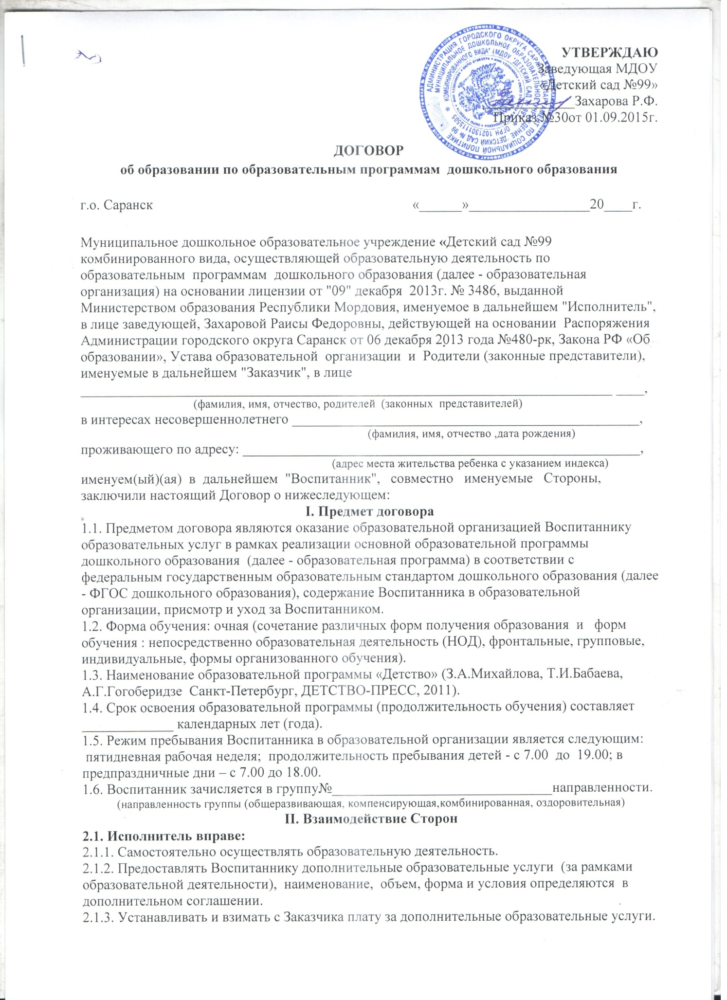 УТВЕРЖДАЮ
Заведующая МДОУ
«Детский сад №99»
_____________Захарова Р.Ф.
Приказ №30от 01.09.2015г.
ДОГОВОР
об образовании по образовательным программам дошкольного образования
г.о. Саранск «______»_________________20____г.
Муниципальное дошкольное образовательное учреждение «Детский сад №99
комбинированного вида, осуществляющей образовательную деятельность по
образовательным программам дошкольного образования (далее - образовательная
организация) на основании лицензии от "09" декабря 2013г. № 3486, выданной
Министерством образования Республики Мордовия, именуемое в дальнейшем "Исполнитель",
в лице заведующей, Захаровой Раисы Федоровны, действующей на основании Распоряжения
Администрации городского округа Саранск от 06 декабря 2013 года №480-рк, Закона РФ «Об
образовании», Устава образовательной организации и Родители (законные представители),
именуемые в дальнейшем "Заказчик", в лице
___________________________________________________________________________ ____,
(фамилия, имя, отчество, родителей (законных представителей)
в интересах несовершеннолетнего _________________________________________________,
(фамилия, имя, отчество ,дата рождения)
проживающего по адресу: ________________________________________________________,
(адрес места жительства ребенка с указанием индекса)
именуем(ый)(ая) в дальнейшем "Воспитанник", совместно именуемые Стороны,
заключили настоящий Договор о нижеследующем:
I. Предмет договора
1.1. Предметом договора являются оказание образовательной организацией Воспитаннику
образовательных услуг в рамках реализации основной образовательной программы
дошкольного образования (далее - образовательная программа) в соответствии с
федеральным государственным образовательным стандартом дошкольного образования (далее
- ФГОС дошкольного образования), содержание Воспитанника в образовательной
организации, присмотр и уход за Воспитанником.
1.2. Форма обучения: очная (сочетание различных форм получения образования и форм
обучения : непосредственно образовательная деятельность (НОД), фронтальные, групповые,
индивидуальные, формы организованного обучения).
1.3. Наименование образовательной программы «Детство» (З.А.Михайлова, Т.И.Бабаева,
А.Г.Гогоберидзе Санкт-Петербург, ДЕТСТВО-ПРЕСС, 2011).
1.4. Срок освоения образовательной программы (продолжительность обучения) составляет
_____________ календарных лет (года).
1.5. Режим пребывания Воспитанника в образовательной организации является следующим:
пятидневная рабочая неделя; продолжительность пребывания детей - с 7.00 до 19.00; в
предпраздничные дни – с 7.00 до 18.00.
1.6. Воспитанник зачисляется в группу№_______________________________направленности.
(направленность группы (общеразвивающая, компенсирующая,комбинированная, оздоровительная)
II. Взаимодействие Сторон
2.1. Исполнитель вправе:
2.1.1. Самостоятельно осуществлять образовательную деятельность.
2.1.2. Предоставлять Воспитаннику дополнительные образовательные услуги (за рамками
образовательной деятельности), наименование, объем, форма и условия определяются в
дополнительном соглашении.
2.1.3. Устанавливать и взимать с Заказчика плату за дополнительные образовательные услуги.